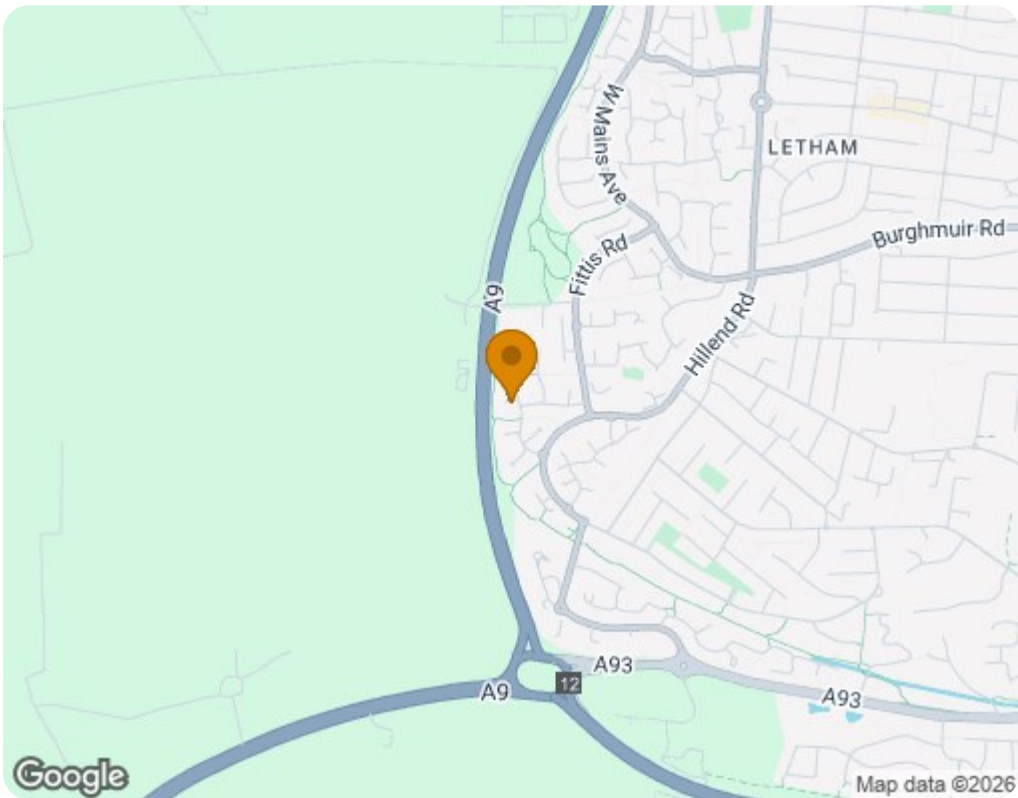 W Mains Ave
LETHAM
Burghmuir Rd
Fittis Rd
A9
Hillend Rd
A93
12
A9
A93
Google
Map data ©2026